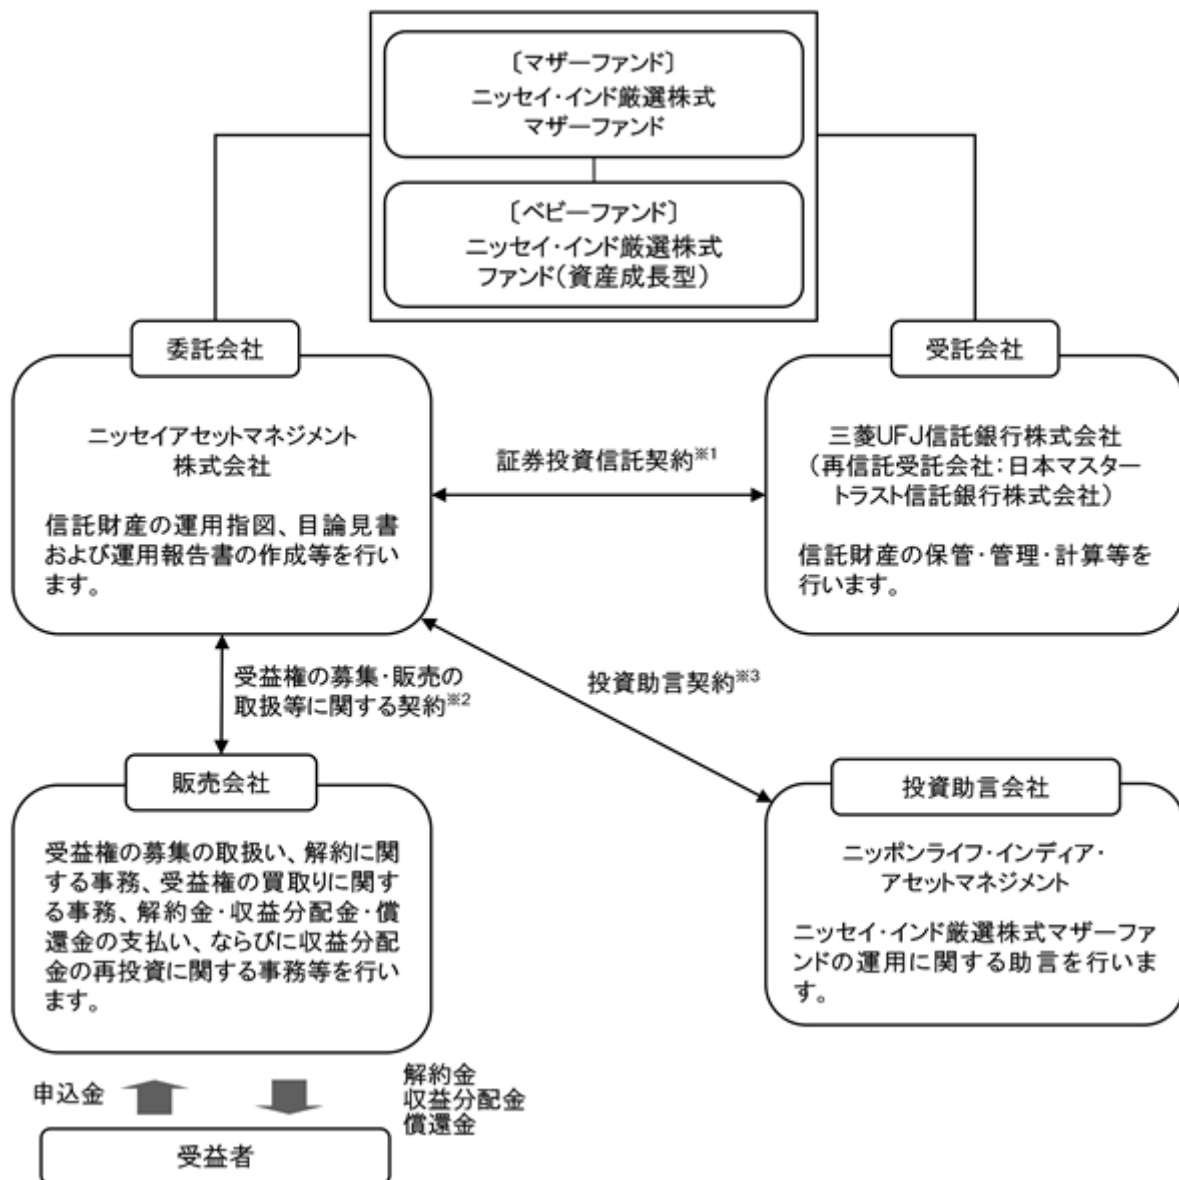 〔マザーファンド〕
ニッセイ・インド厳選株式
マザーファンド
〔ベビーファンド〕
ニッセイ・インド厳選株式
ファンド（資産成長型）
委託会社
ニッセイアセットマネジメント
株式会社
信託財産の運用指図、目論見書
および運用報告書の作成等を行い
ます。
証券投資信託契約※1
受託会社
三菱UFJ信託銀行株式会社
（再信託受託会社：日本マスター
トラスト信託銀行株式会社）
信託財産の保管・管理・計算等を
行います。
受益権の募集・販売の
取扱等に関する契約※2
投資助言契約※3
販売会社
受益権の募集の取扱い、解約に関
する事務、受益権の買取りに関す
る事務、解約金・収益分配金・償
還金の支払い、ならびに収益分配
金の再投資に関する事務等を行い
ます。
投資助言会社
ニッポンライフ・インディア・
アセットマネジメント
ニッセイ・インド厳選株式マザーファ
ンドの運用に関する助言を行いま
す。
申込金
解約金
収益分配金
償還金
受益者